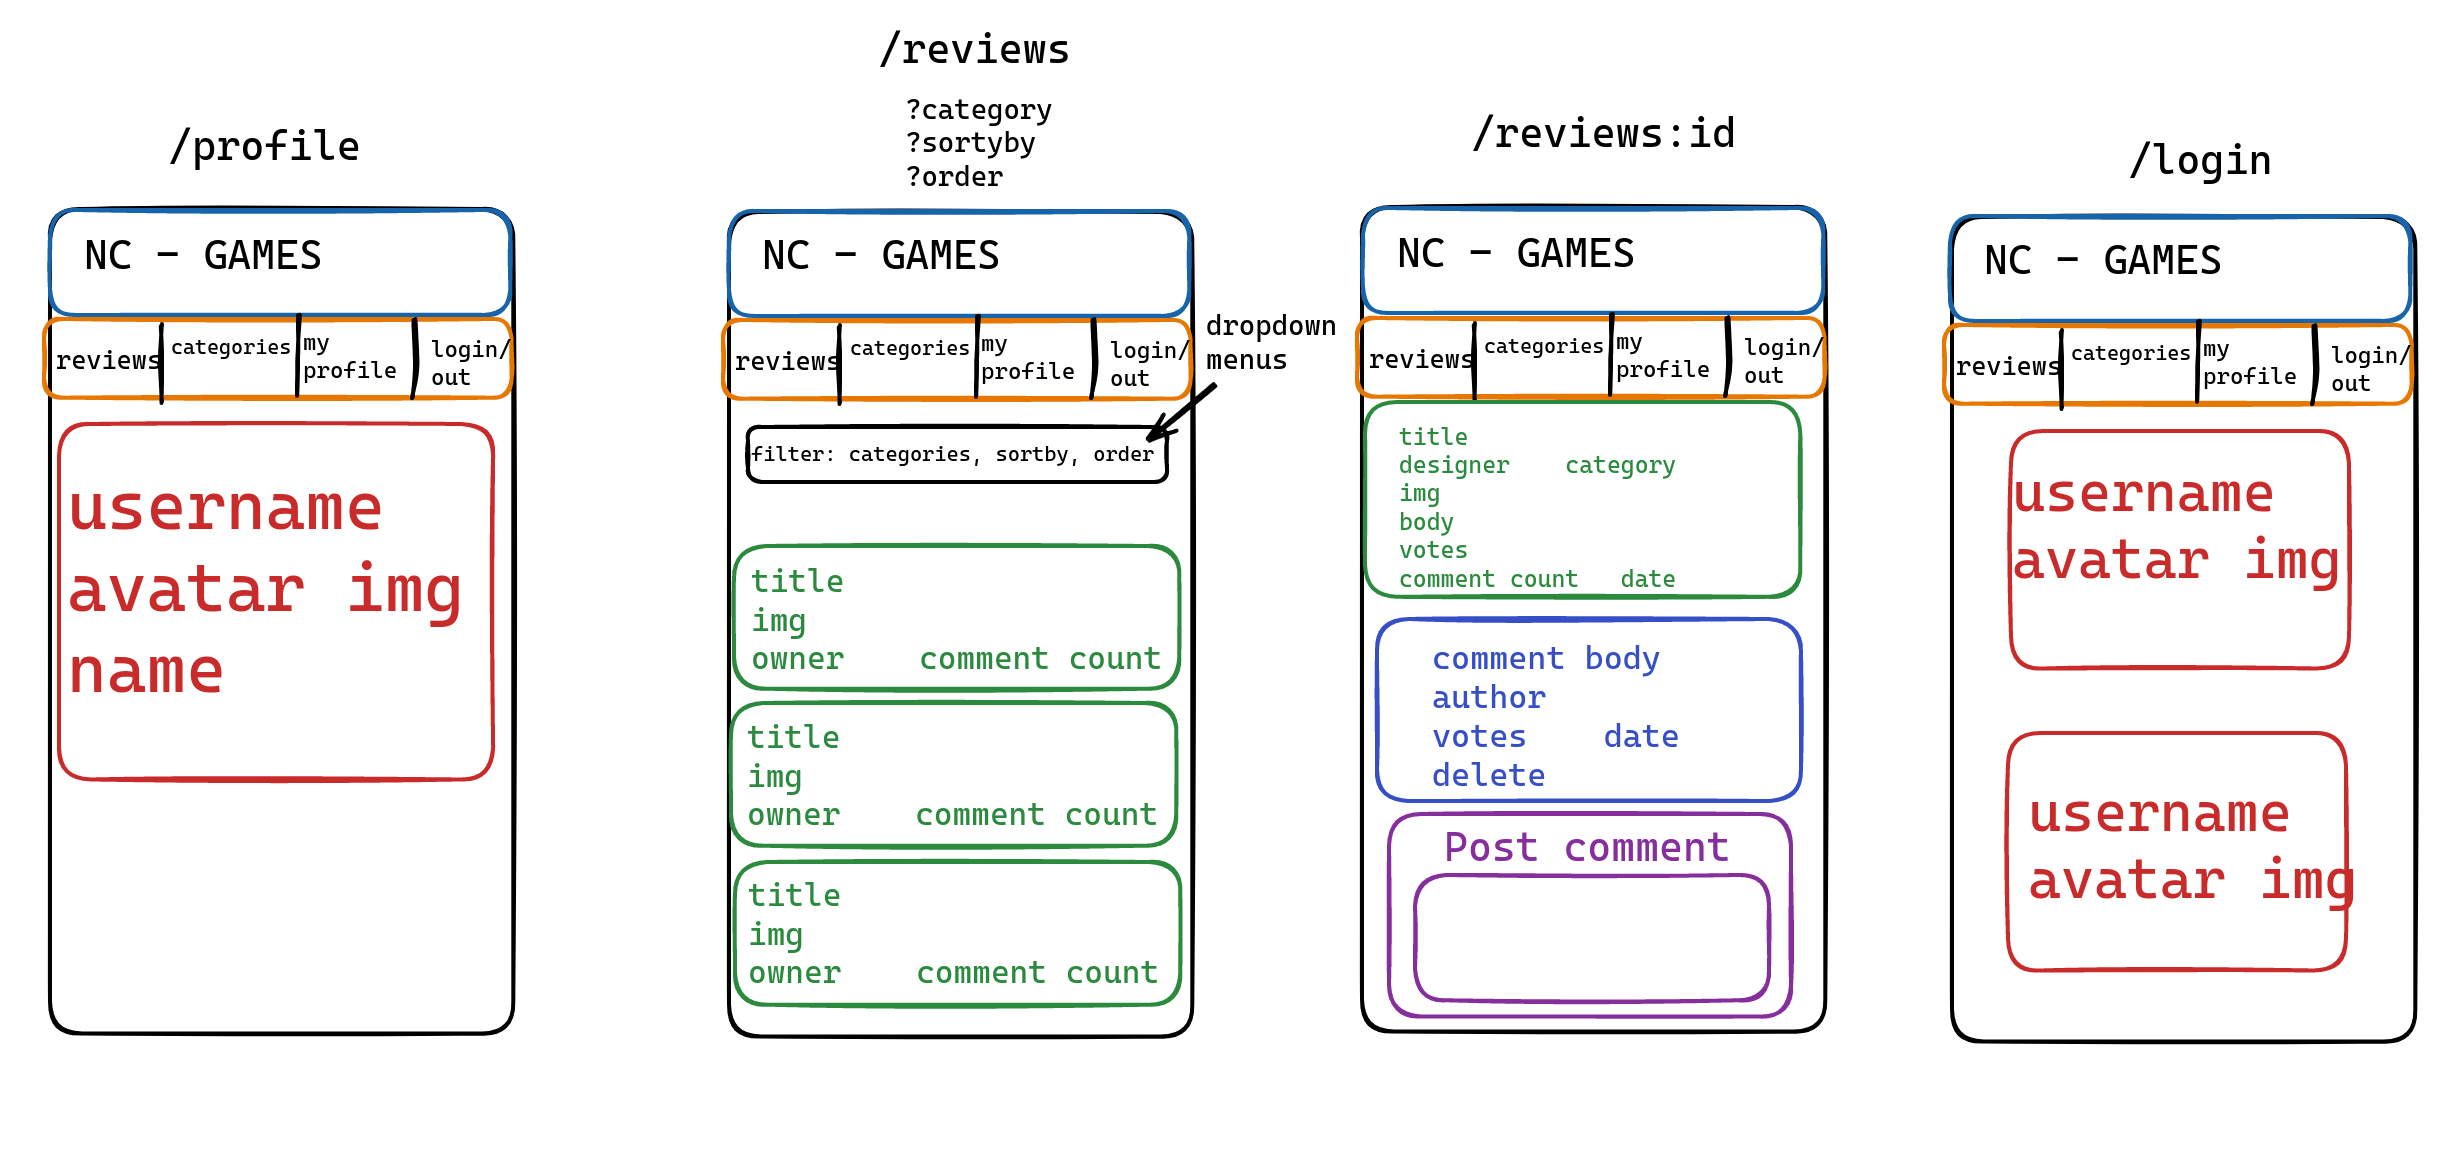 /profile
NC – GAMES
reviews
categories
my
profile
login/
out
username
avatar img
name
/reviews
?category
?sortyby
?order
NC – GAMES
reviews
categories
my
profile
login/
out
dropdown
menus
filter: categories, sortby, order
title
img
owner    comment count
title
img
owner    comment count
title
img
owner    comment count
/reviews:id
NC – GAMES
reviews
categories
my
profile
login/
out
title
designer    category
img
body
votes
comment count   date
comment body
author
votes    date
delete
Post comment
/login
NC – GAMES
reviews
categories
my
profile
login/
out
username
avatar img
username
avatar img